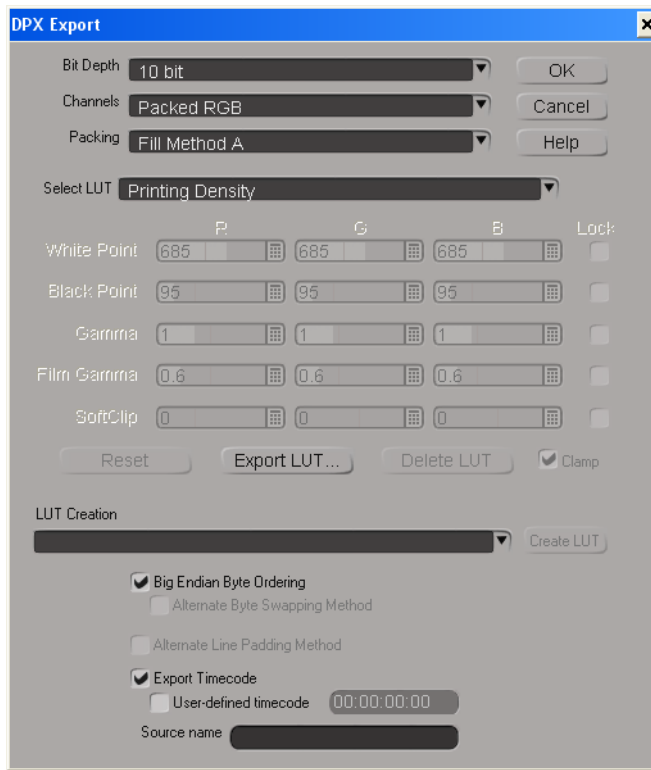 DPX Export
Bit Depth 10 bit OK
Channels Packed RGB Cancel
Packing Fill Method A Help
Select LUT Printing Density
R G B Lock
White Point 685 685 685
Black Point 95 95 95
Gamma 1 1 1
Film Gamma 0.6 0.6 0.6
SoftClip 0 0 0
Reset Export LUT... Delete LUT Clamp
LUT Creation
Create LUT
Big Endian Byte Ordering
Alternate Byte Swapping Method
Alternate Line Padding Method
Export Timecode
User-defined timecode 00:00:00:00
Source name